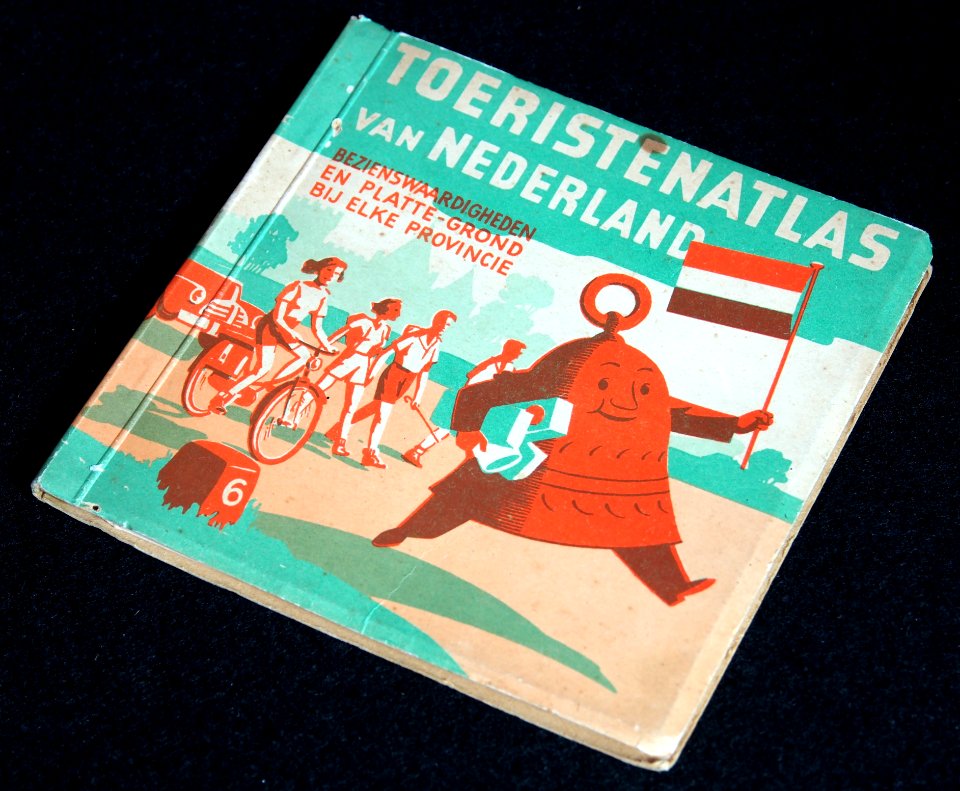 TOERISTENATLAS
VAN NEDERLAND
BEZIENSWAARDIGHEDEN
EN PLATTE-GROND
BIJ ELKE PROVINCIE
6